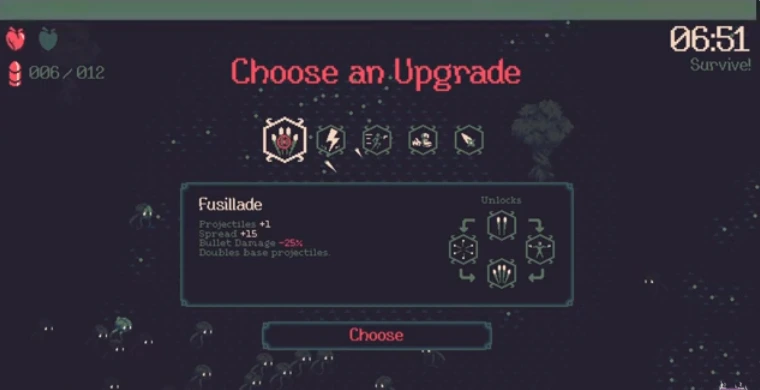 06:51
Survive!
006/012
Choose an Upgrade
Fusillade
Projectiles +1
Spread +15
Bullet Damage -25%
Doubles base projectiles.
Unlocks
Choose